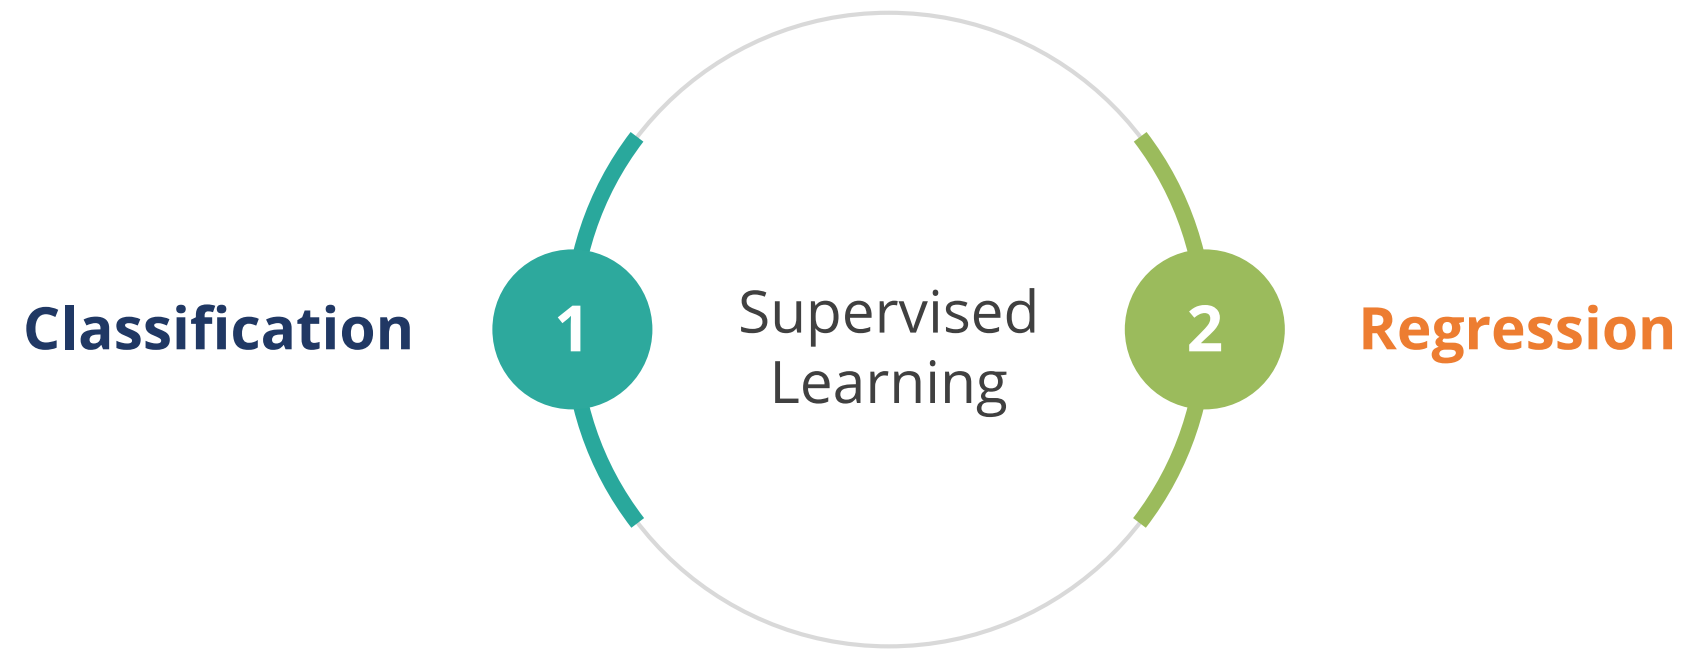 Classification
1
Supervised
Learning
2
Regression